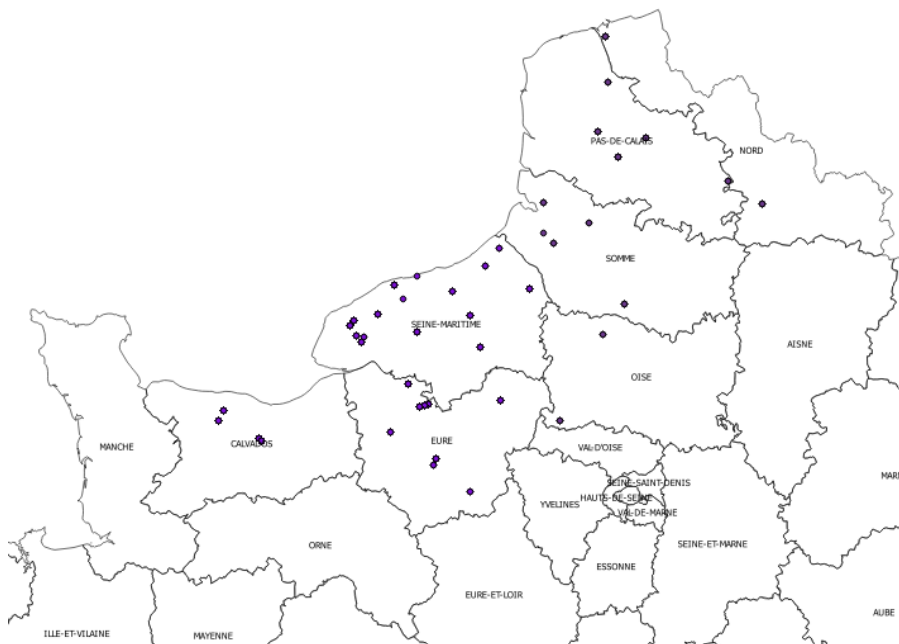 PAS-DE-CALAIS
NORD
SOMME
SEINE-MARITIME
AISNE
OISE
MANCHE
CALVADOS
EURE
VAL-D'OISE
SEINE-SAINT-DENIS
HAUTS-DE-SEINE
YVELINES
VAL-DE-MARNE
ORNE
SEINE-ET-MARNE
ESSONNE
EURE-ET-LOIR
AUBE
ILLE-ET-VILAINE
MAYENNE
MAR